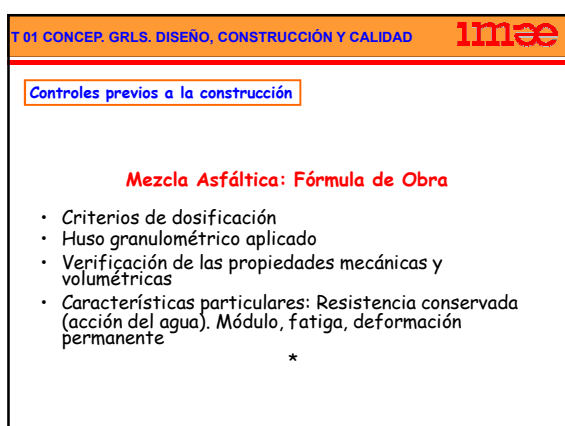 T 01 CONCEP. GRLS. DISEÑO, CONSTRUCCIÓN Y CALIDAD
imae
Controles previos a la construcción
Mezcla Asfáltica: Fórmula de Obra
• Criterios de dosificación
• Huso granulométrico aplicado
• Verificación de las propiedades mecánicas y
volumétricas
• Características particulares: Resistencia conservada
(acción del agua). Módulo, fatiga, deformación
permanente
*